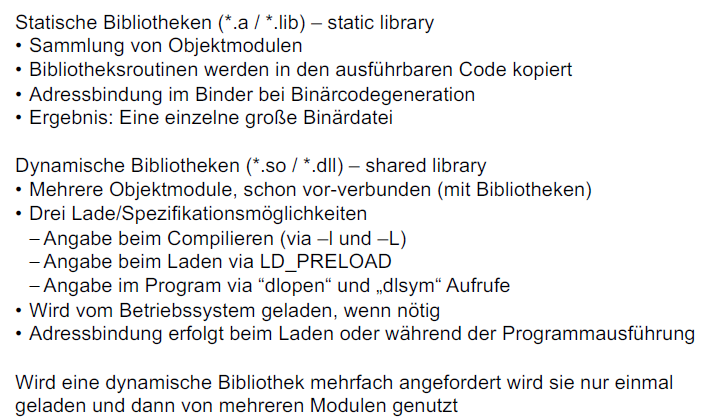 Statische Bibliotheken (*.a / *.lib) – static library
• Sammlung von Objektmodulen
• Bibliotheksroutinen werden in den ausführbaren Code kopiert
• Adressbindung im Binder bei Binärcodegeneration
• Ergebnis: Eine einzelne große Binärdatei
Dynamische Bibliotheken (*.so / *.dll) – shared library
• Mehrere Objektmodule, schon vor-verbunden (mit Bibliotheken)
• Drei Lade/Spezifikationsmöglichkeiten
– Angabe beim Compilieren (via –l und –L)
– Angabe beim Laden via LD_PRELOAD
– Angabe im Program via “dlopen“ und „dlsym“ Aufrufe
• Wird vom Betriebssystem geladen, wenn nötig
• Adressbindung erfolgt beim Laden oder während der Programmausführung
Wird eine dynamische Bibliothek mehrfach angefordert wird sie nur einmal
geladen und dann von mehreren Modulen genutzt